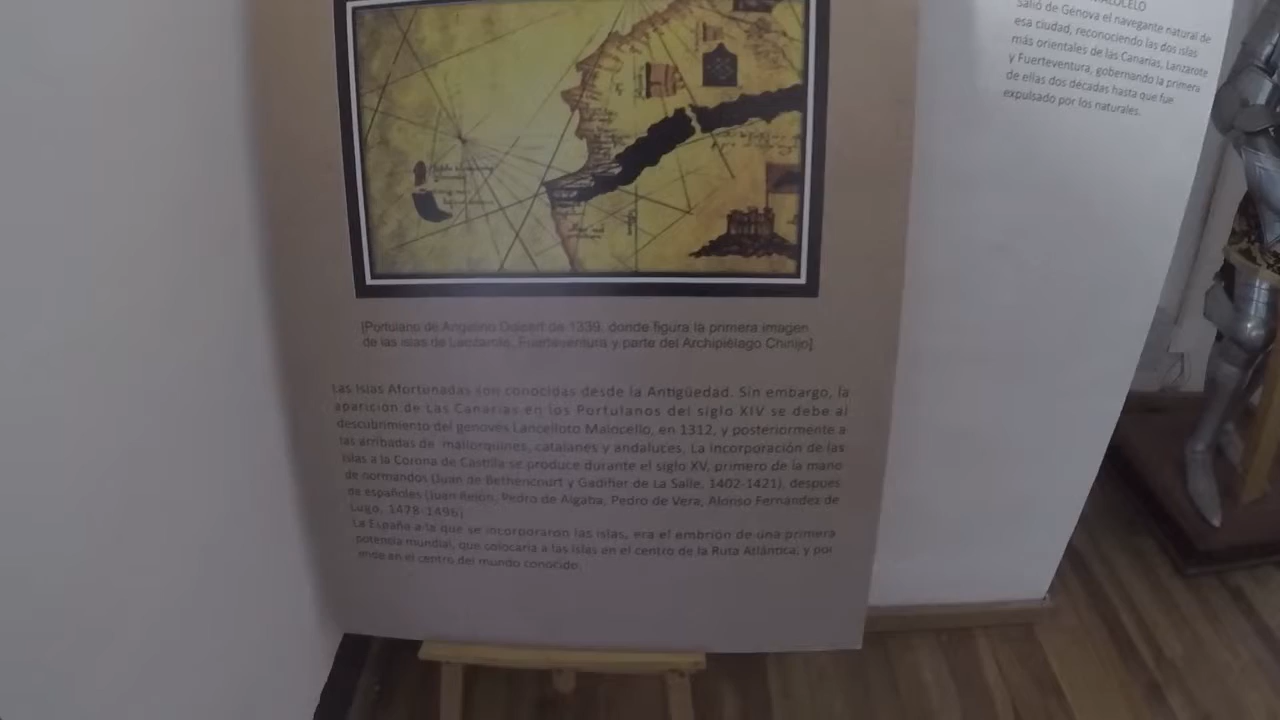 [Portulano de Angelino Dulcert de 1339, donde figura la primera imagen
de las islas de Lanzarote, Fuerteventura y parte del Archipiélago Chinijo]
Las Islas Afortunadas son conocidas desde la Antigüedad. Sin embargo, la
aparición de Las Canarias en los Portulanos del siglo XIV se debe al
descubrimiento del genovés Lancelloto Malocello, en 1312, y posteriormente a
las arribadas de mallorquines, catalanes y andaluces. La incorporación de las
Islas a la Corona de Castilla se produce durante el siglo XV, primero de la mano
de normandos (Juan de Bethencourt y Gadifier de La Salle, 1402-1421), después
de españoles (Juan Rejón, Pedro de Algaba, Pedro de Vera, Alonso Fernández de
Lugo, 1478-1496)
La España a la que se incorporaron las islas, era el embrión de una primera
potencia mundial, que colocaría a las Islas en el centro de la Ruta Atlántica, y por
ende en el centro del mundo conocido.
MALOCELO
Salió de Génova el navegante natural de
esa ciudad, reconociendo las dos islas
más orientales de las Canarias, Lanzarote
y Fuerteventura, gobernando la primera
de ellas dos décadas hasta que fue
expulsado por los naturales.